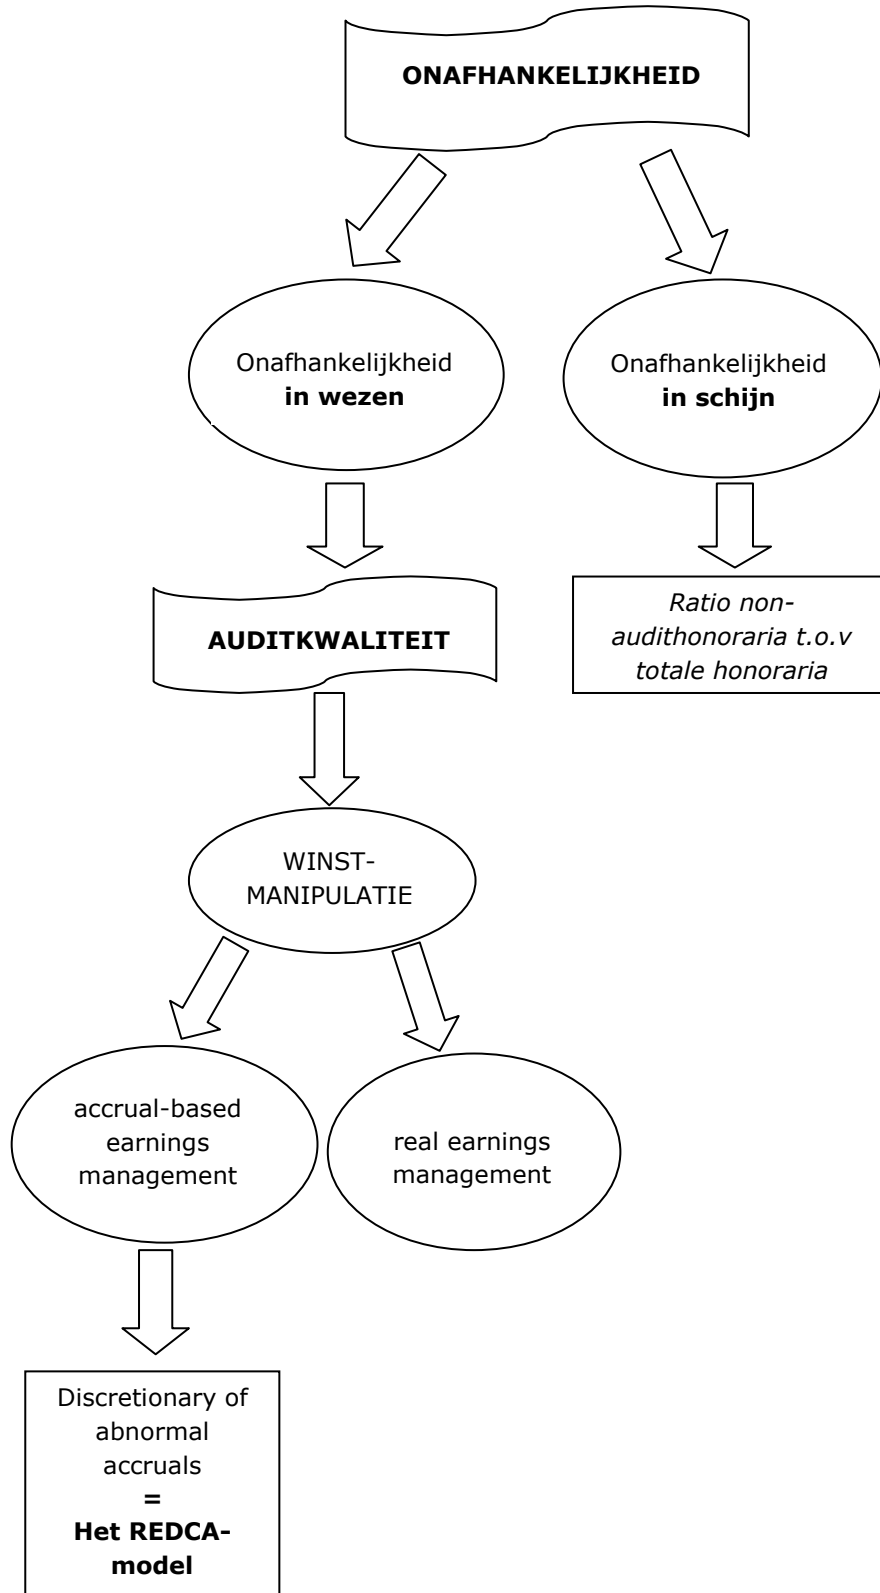 ONAFHANKELIJKHEID
Onafhankelijkheid
in wezen
Onafhankelijkheid
in schijn
AUDITKWALITEIT
Ratio non-
audithonoraria t.o.v
totale honoraria
WINST-
MANIPULATIE
accrual-based
earnings
management
real earnings
management
Discretionary of
abnormal
accruals
=
Het REDCA-
model